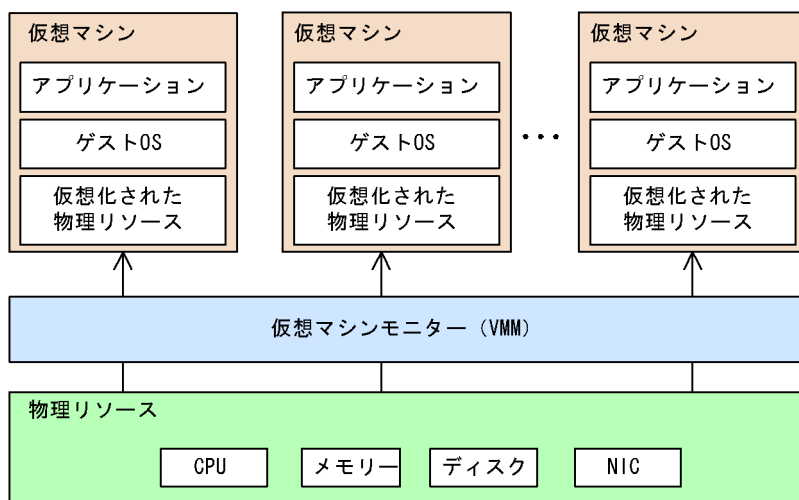 仮想マシン
アプリケーション
ゲストOS
仮想化された
物理リソース
仮想マシン
アプリケーション
ゲストOS
仮想化された
物理リソース
...
仮想マシン
アプリケーション
ゲストOS
仮想化された
物理リソース
仮想マシンモニター(VMM)
物理リソース
CPU
メモリー
ディスク
NIC